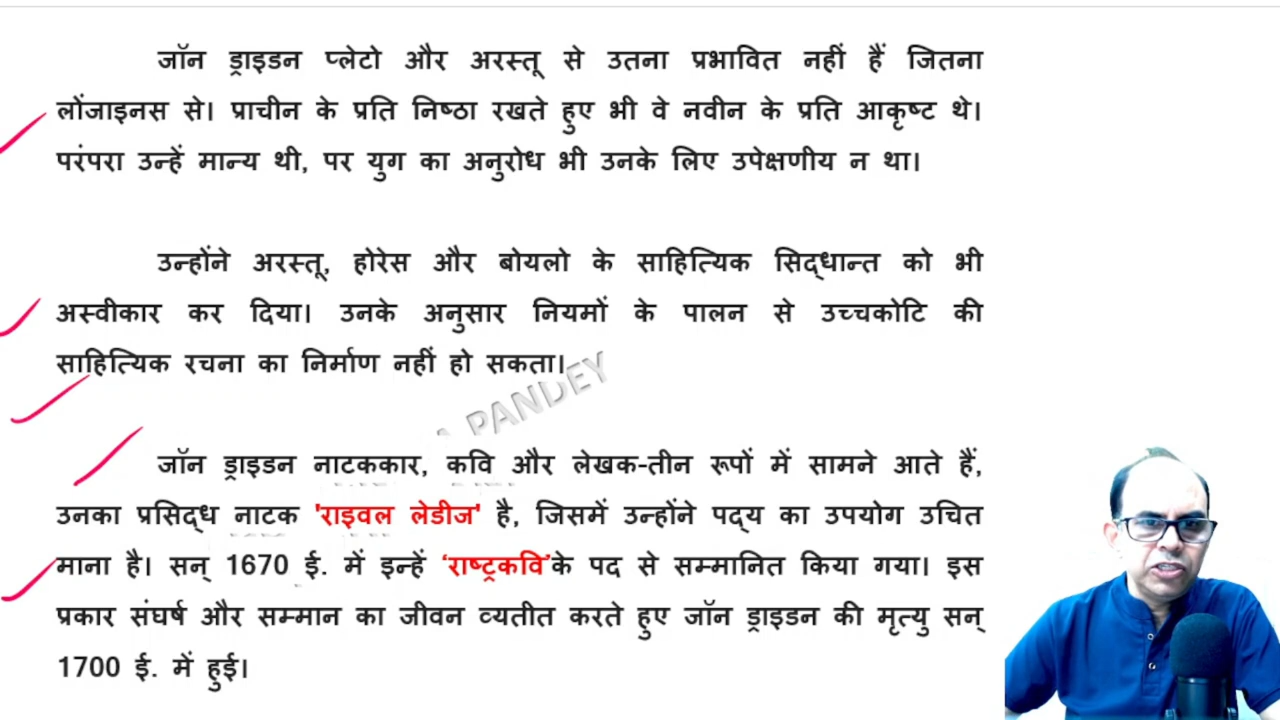 जॉन ड्राइडन प्लेटो और अरस्तू से उतना प्रभावित नहीं हैं जितना
लोंजाइनस से। प्राचीन के प्रति निष्ठा रखते हुए भी वे नवीन के प्रति आकृष्ट थे।
परंपरा उन्हें मान्य थी, पर युग का अनुरोध भी उनके लिए उपेक्षणीय न था।
उन्होंने अरस्तू, होरेस और बोयलो के साहित्यिक सिद्धान्त को भी
अस्वीकार कर दिया। उनके अनुसार नियमों के पालन से उच्चकोटि की
साहित्यिक रचना का निर्माण नहीं हो सकता।
A PANDEY
जॉन ड्राइडन नाटककार, कवि और लेखक-तीन रूपों में सामने आते हैं,
उनका प्रसिद्ध नाटक 'राइवल लेडीज' है, जिसमें उन्होंने पद्य का उपयोग उचित
माना है। सन् 1670 ई. में इन्हें ‘राष्ट्रकवि’के पद से सम्मानित किया गया। इस
प्रकार संघर्ष और सम्मान का जीवन व्यतीत करते हुए जॉन ड्राइडन की मृत्यु सन्
1700 ई. में हुई।